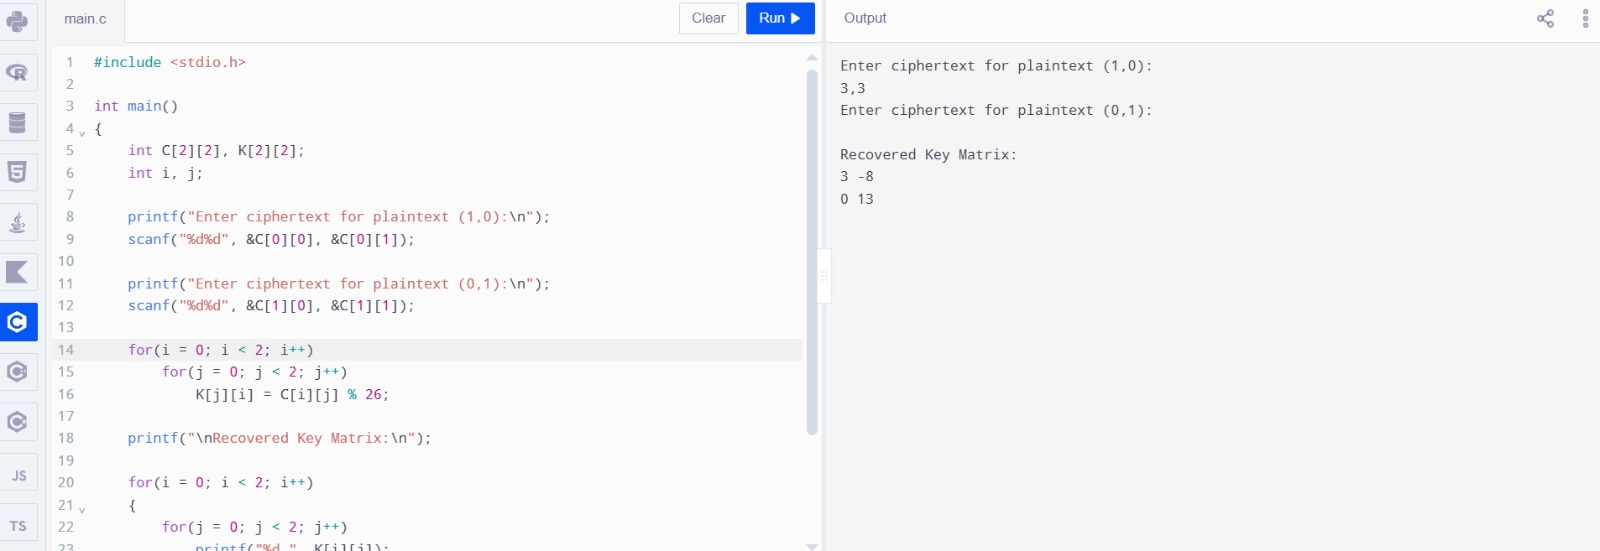 main.c
Clear
Run
Output
1 #include <stdio.h>
2
3 int main()
4 {
5 int C[2][2], K[2][2];
6 int i, j;
7
8 printf("Enter ciphertext for plaintext (1,0):\n");
9 scanf("%d%d", &C[0][0], &C[0][1]);
10
11 printf("Enter ciphertext for plaintext (0,1):\n");
12 scanf("%d%d", &C[1][0], &C[1][1]);
13
14 for(i = 0; i < 2; i++)
15 for(j = 0; j < 2; j++)
16 K[j][i] = C[i][j] % 26;
17
18 printf("\nRecovered Key Matrix:\n");
19
20 for(i = 0; i < 2; i++)
21 {
22 for(j = 0; j < 2; j++)
23 printf("%d ", K[i][j]);
Enter ciphertext for plaintext (1,0):
3,3
Enter ciphertext for plaintext (0,1):
Recovered Key Matrix:
3 -8
0 13
JS
TS